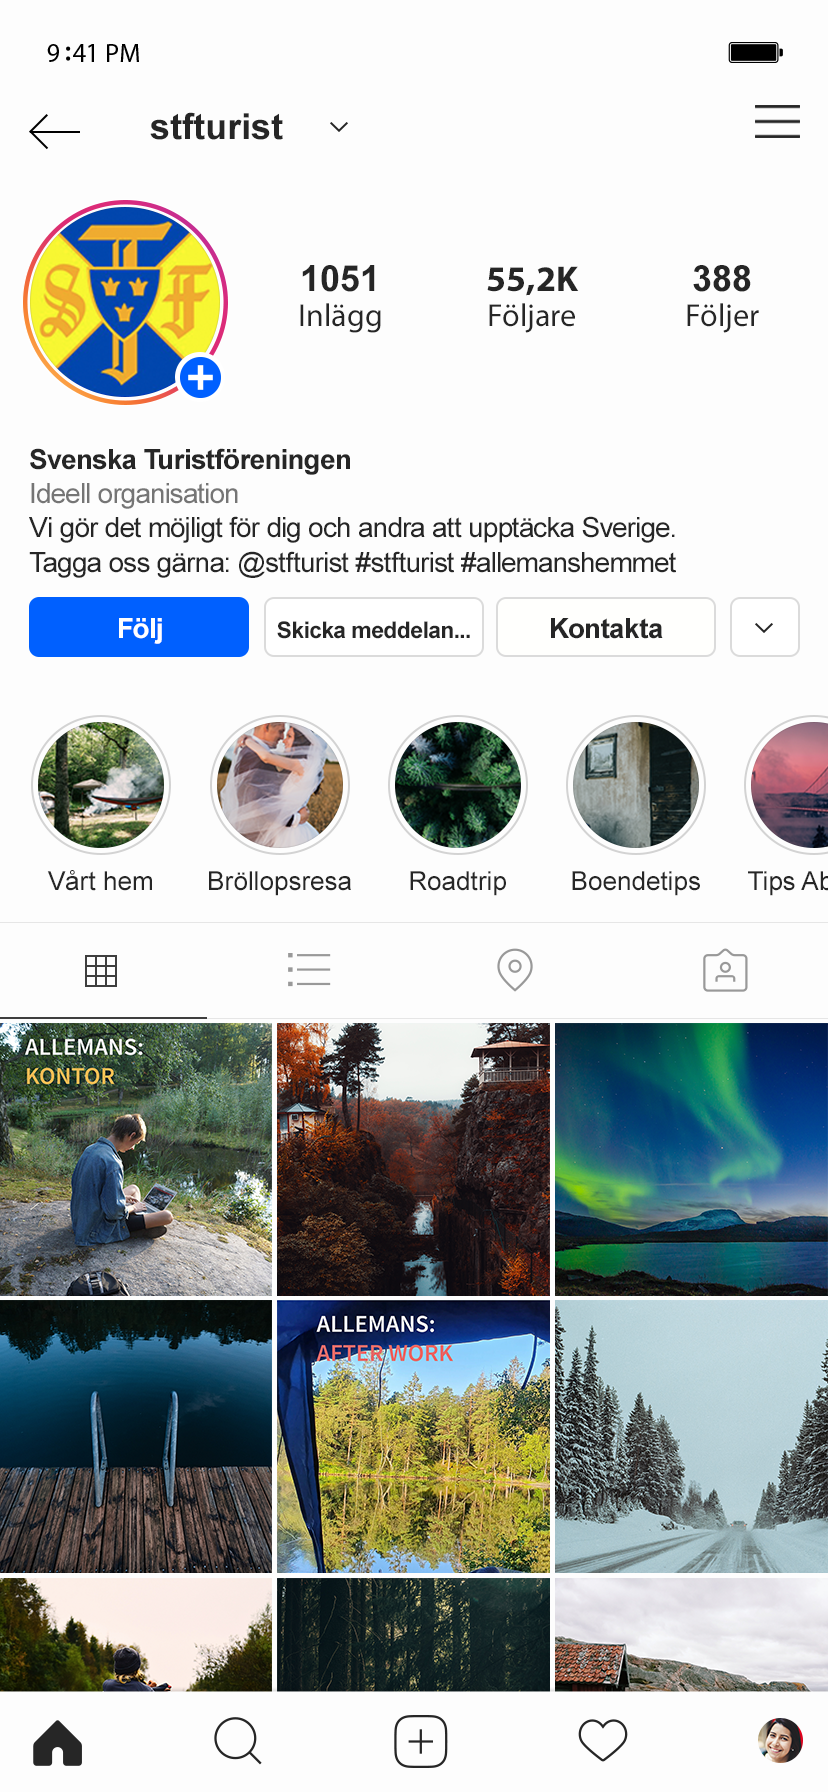 9:41 PM
stfturist
S T F
1051
Inlägg
55,2K
Följare
388
Följer
Svenska Turistföreningen
Ideell organisation
Vi gör det möjligt för dig och andra att upptäcka Sverige.
Tagga oss gärna: @stfturist #stfturist #allemanshemmet
Följ
Skicka meddelan...
Kontakta
Vårt hem
Bröllopsresa
Roadtrip
Boendetips
Tips Ab
ALLEMANS:
KONTOR
ALLEMANS:
AFTER WORK